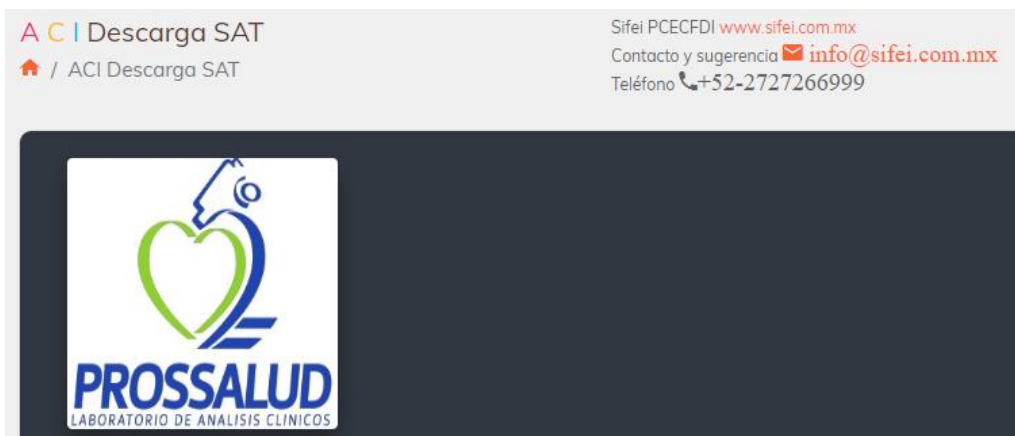 A C I Descarga SAT
/ ACI Descarga SAT
Sifei PCECFDI www.sifei.com.mx
Contacto y sugerencia info@sifei.com.mx
Teléfono +52-2727266999
PROSSALUD
LABORATORIO DE ANALISIS CLINICOS